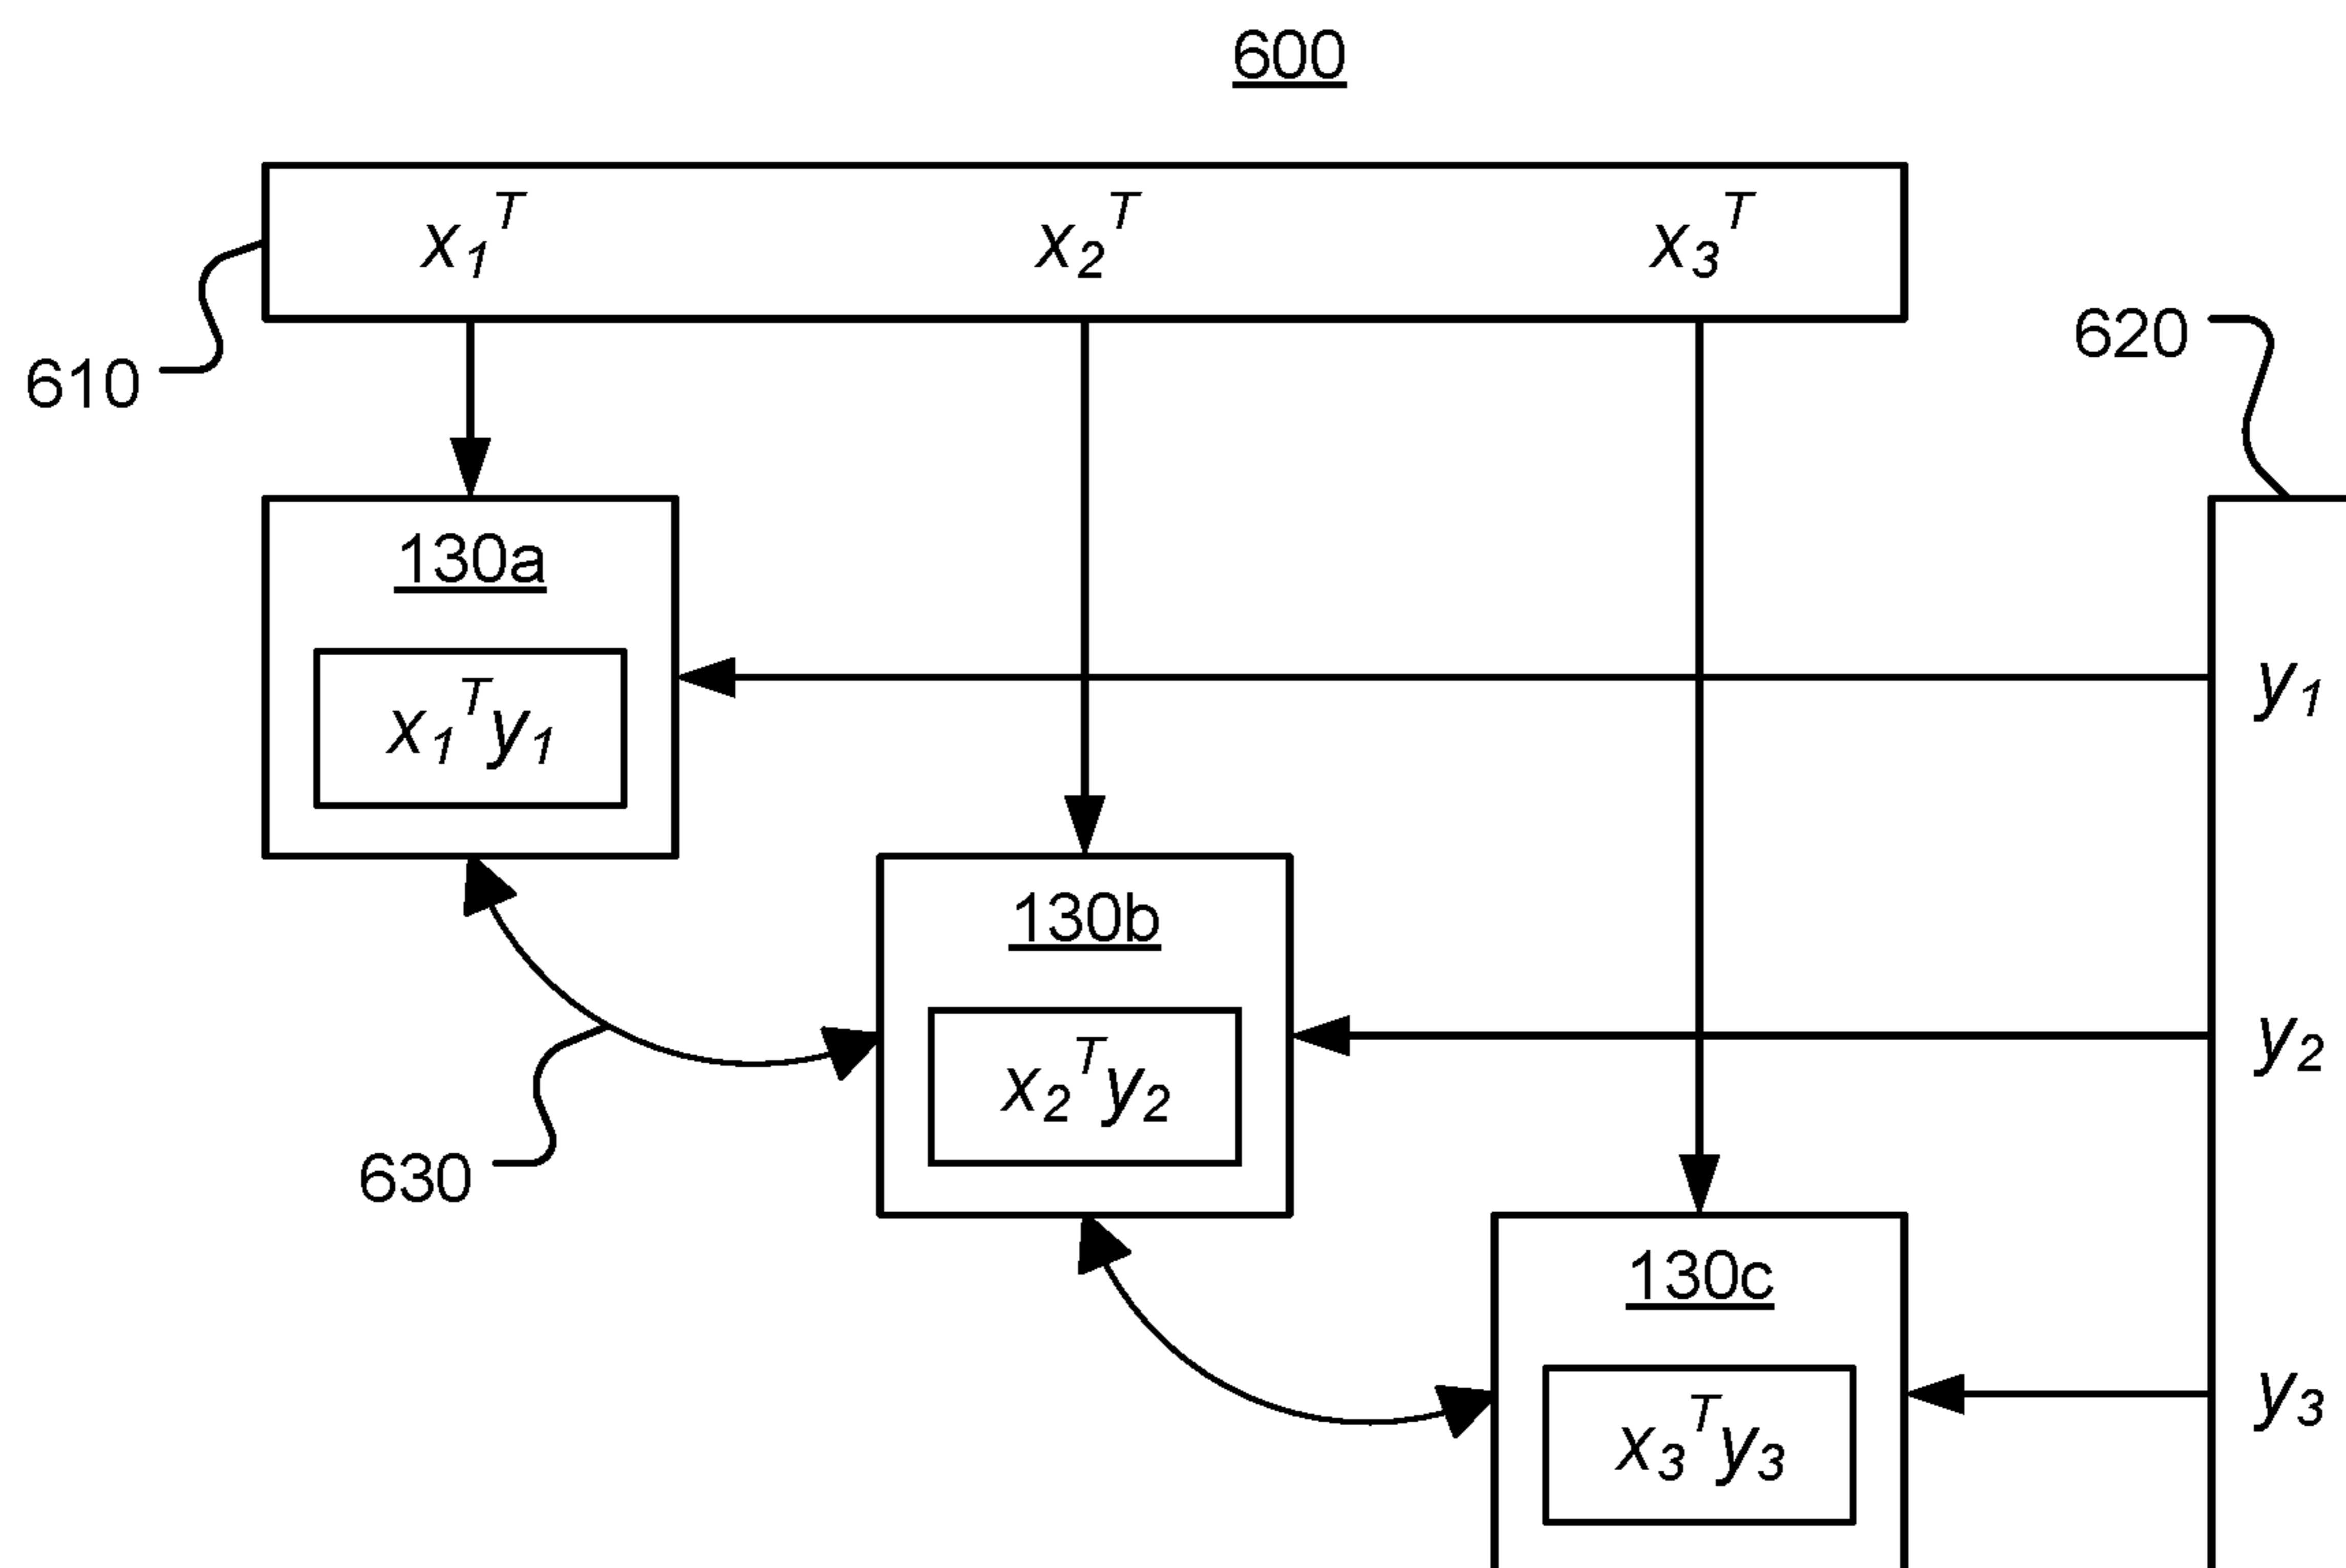 600
x₁ᵀ x₂ᵀ x₃ᵀ
610
620
130a
y₁
x₁ᵀy₁
130b
y₂
x₂ᵀy₂
630
130c
y₃
x₃ᵀy₃